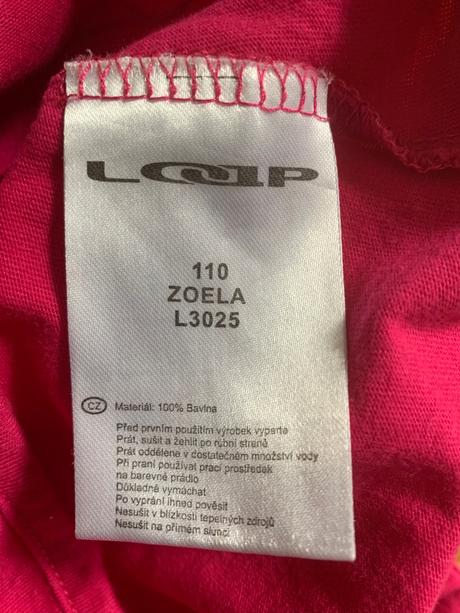 LOAP
110
ZOELA
L3025
CZ Materiál: 100% Bavlna
Před prvním použitím výrobek vyperte
Prát, sušit a žehlit po rubní straně
Prát odděleně v dostatečném množství vody
Při praní používat prací prostředek
na barevné prádlo
Důkladně vymáchat
Po vyprání ihned pověsit
Nesušit v blízkosti tepelných zdrojů
Nesušit na přímém slunci